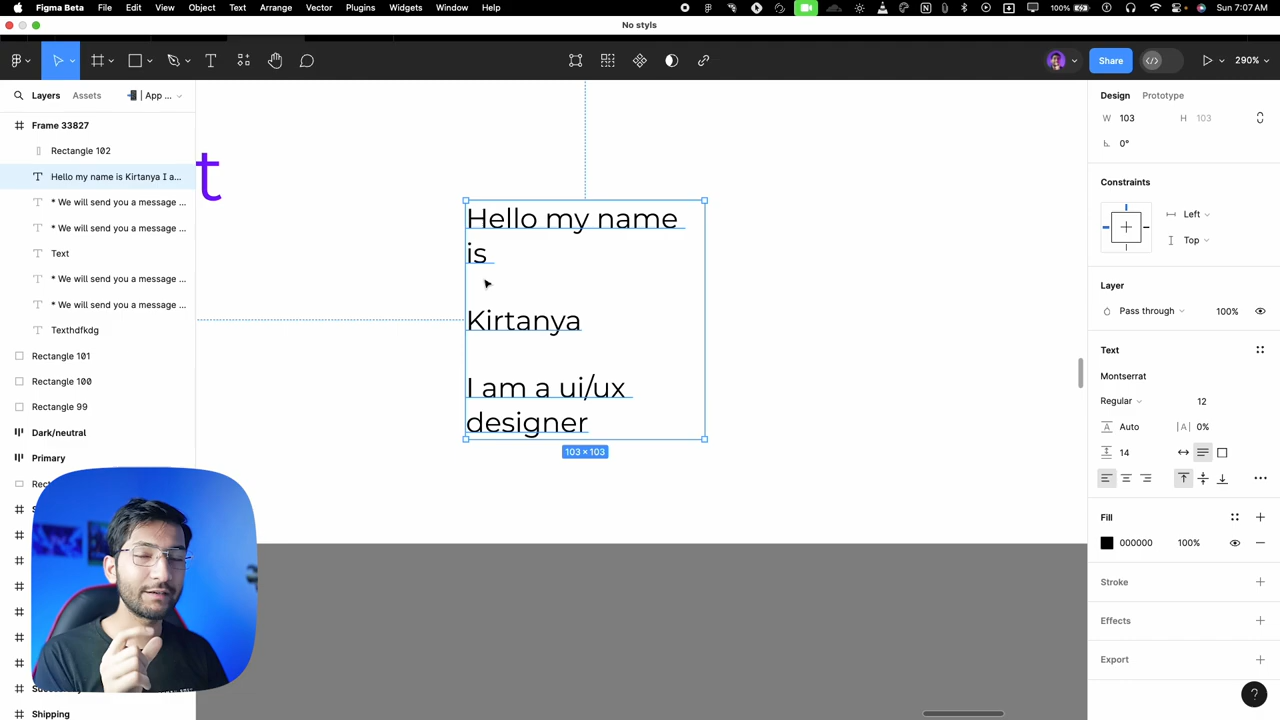 Figma Beta File Edit View Object Text Arrange Vector Plugins Widgets Window Help 100% Sun 7:07 AM
No styls
Share 290%
Layers Assets | App ...
Frame 33827
Rectangle 102
Hello my name is Kirtanya I a...
* We will send you a message ...
* We will send you a message ...
Text
* We will send you a message ...
* We will send you a message ...
Texthdfkdg
Rectangle 101
Rectangle 100
Rectangle 99
Dark/neutral
Primary
Shipping
t
Hello my name
is
Kirtanya
I am a ui/ux
designer
103 × 103
Design Prototype
W 103 H 103
0°
Constraints
Left
Top
Layer
Pass through 100%
Text
Montserrat
Regular 12
A Auto |A| 0%
14
Fill
000000 100%
Stroke
Effects
Export
?